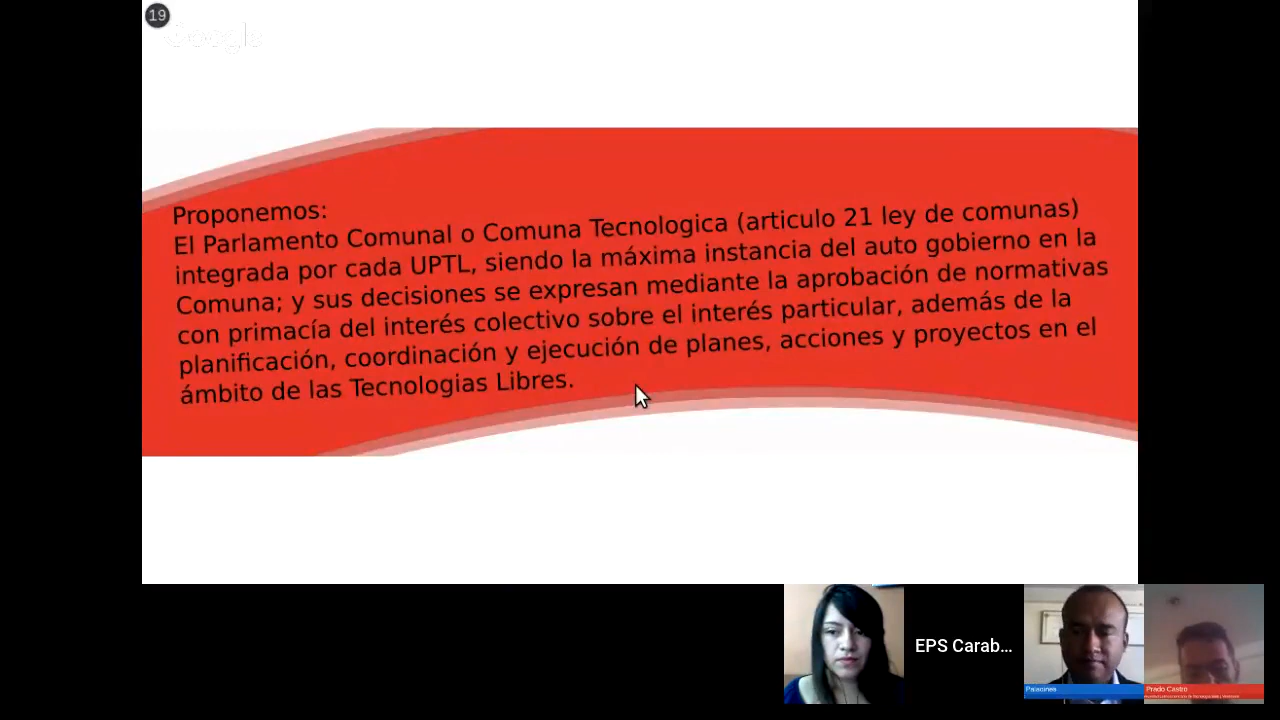 19
Google
Proponemos:
El Parlamento Comunal o Comuna Tecnologica (articulo 21 ley de comunas)
integrada por cada UPTL, siendo la máxima instancia del auto gobierno en la
Comuna; y sus decisiones se expresan mediante la aprobación de normativas
con primacía del interés colectivo sobre el interés particular, además de la
planificación, coordinación y ejecución de planes, acciones y proyectos en el
ámbito de las Tecnologias Libres.
EPS Carab...
Palacines
Prado Castro